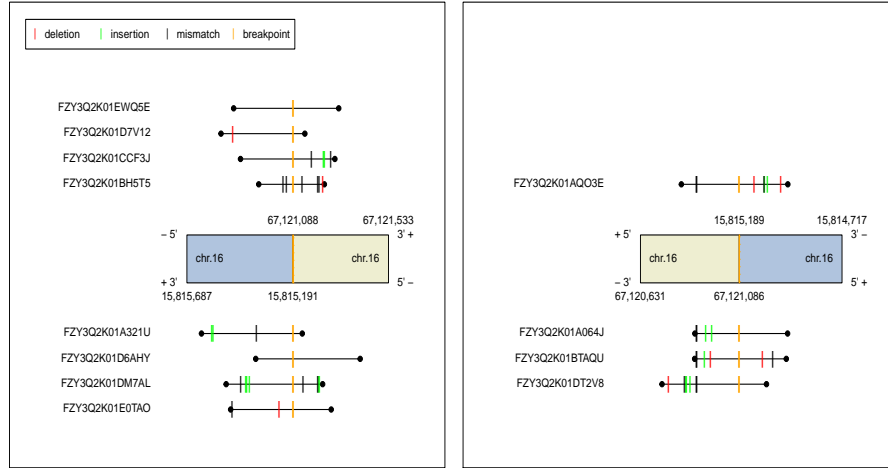 deletion insertion mismatch breakpoint
FZY3Q2K01EWQ5E
FZY3Q2K01D7V12
FZY3Q2K01CCF3J
FZY3Q2K01BH5T5
67,121,088 67,121,533
− 5' 3' +
chr.16 chr.16
+ 3' 5' −
15,815,687 15,815,191
FZY3Q2K01A321U
FZY3Q2K01D6AHY
FZY3Q2K01DM7AL
FZY3Q2K01E0TAO
FZY3Q2K01AQO3E
15,815,189 15,814,717
+ 5' 3' −
chr.16 chr.16
− 3' 5' +
67,120,631 67,121,086
FZY3Q2K01A064J
FZY3Q2K01BTAQU
FZY3Q2K01DT2V8